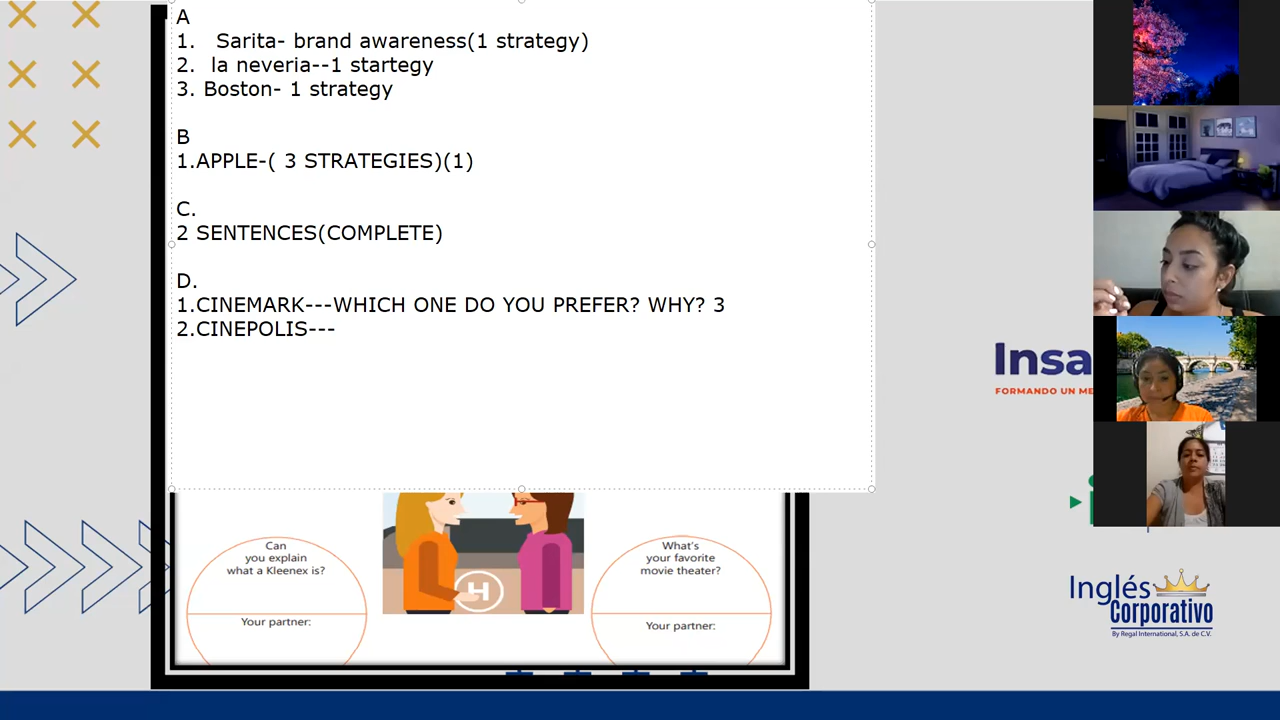 A
1. Sarita- brand awareness(1 strategy)
2. la neveria--1 startegy
3. Boston- 1 strategy
B
1.APPLE-( 3 STRATEGIES)(1)
C.
2 SENTENCES(COMPLETE)
D.
1.CINEMARK---WHICH ONE DO YOU PREFER? WHY? 3
2.CINEPOLIS---
Can
you explain
what a Kleenex is?
Your partner:
H
What's
your favorite
movie theater?
Your partner:
Insa
FORMANDO UN ME
Inglés
Corporativo
By Regal International, S.A. de C.V.